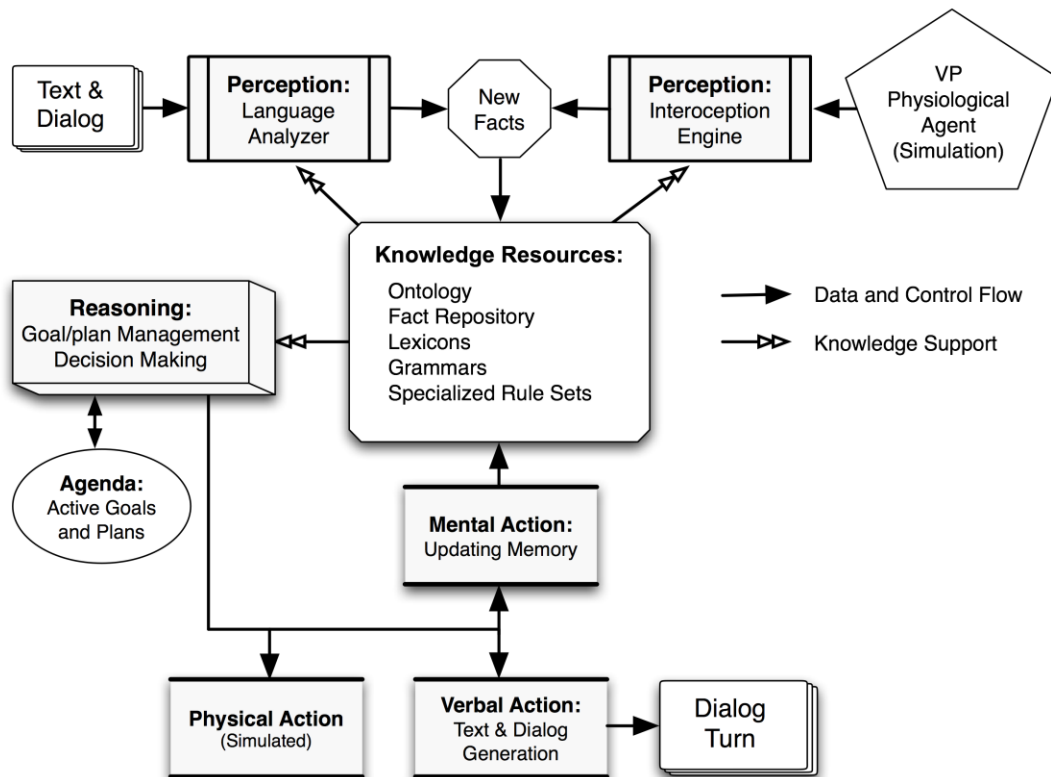 Text &
Dialog
Perception:
Language
Analyzer
New
Facts
Perception:
Interoception
Engine
VP
Physiological
Agent
(Simulation)
Knowledge Resources:
Ontology
Fact Repository
Lexicons
Grammars
Specialized Rule Sets
Reasoning:
Goal/plan Management
Decision Making
Data and Control Flow
Knowledge Support
Agenda:
Active Goals
and Plans
Mental Action:
Updating Memory
Physical Action
(Simulated)
Verbal Action:
Text & Dialog
Generation
Dialog
Turn